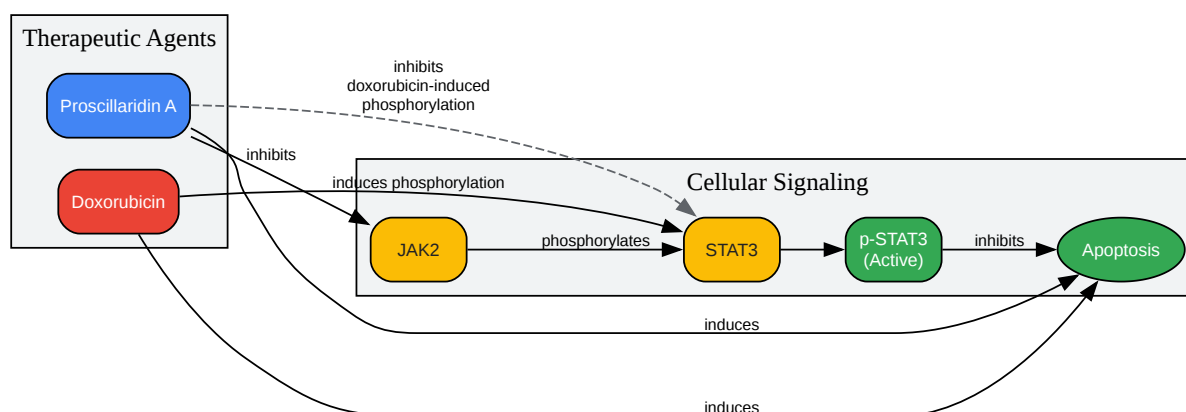 Therapeutic Agents
Proscillaridin A
Doxorubicin
inhibits
doxorubicin-induced
phosphorylation
inhibits
induces phosphorylation
Cellular Signaling
JAK2
phosphorylates
STAT3
p-STAT3
(Active)
inhibits
Apoptosis
induces
induces